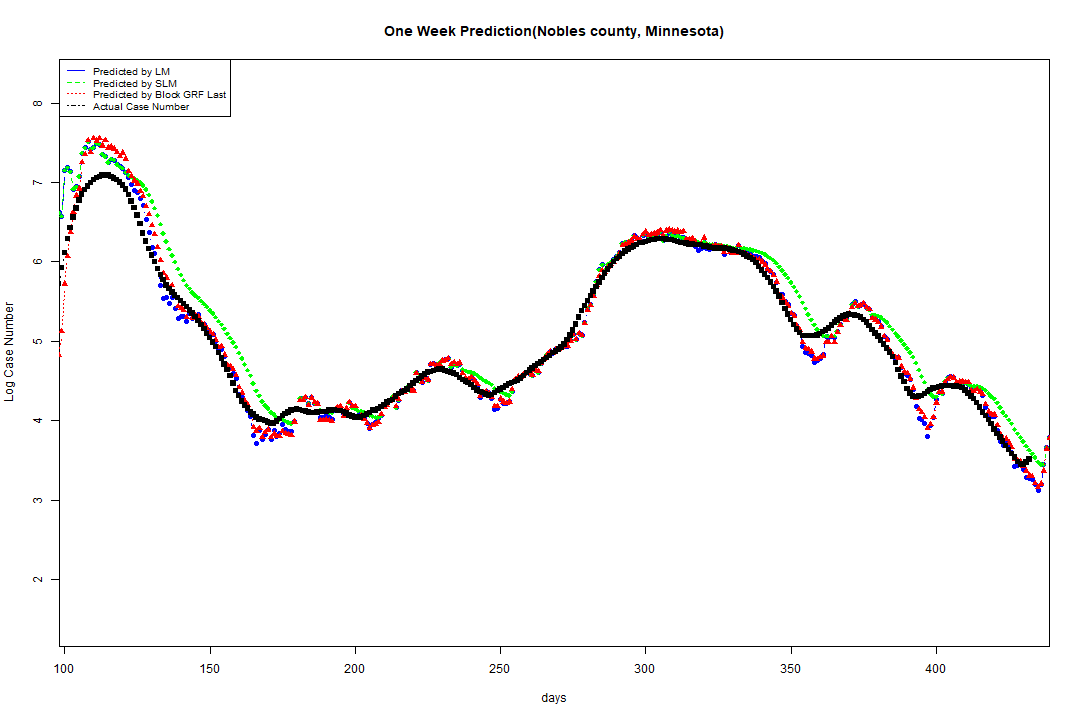 One Week Prediction(Nobles county, Minnesota)
Predicted by LM
Predicted by SLM
Predicted by Block GRF Last
Actual Case Number
8
7
6
5
4
3
2
Log Case Number
100 150 200 250 300 350 400
days